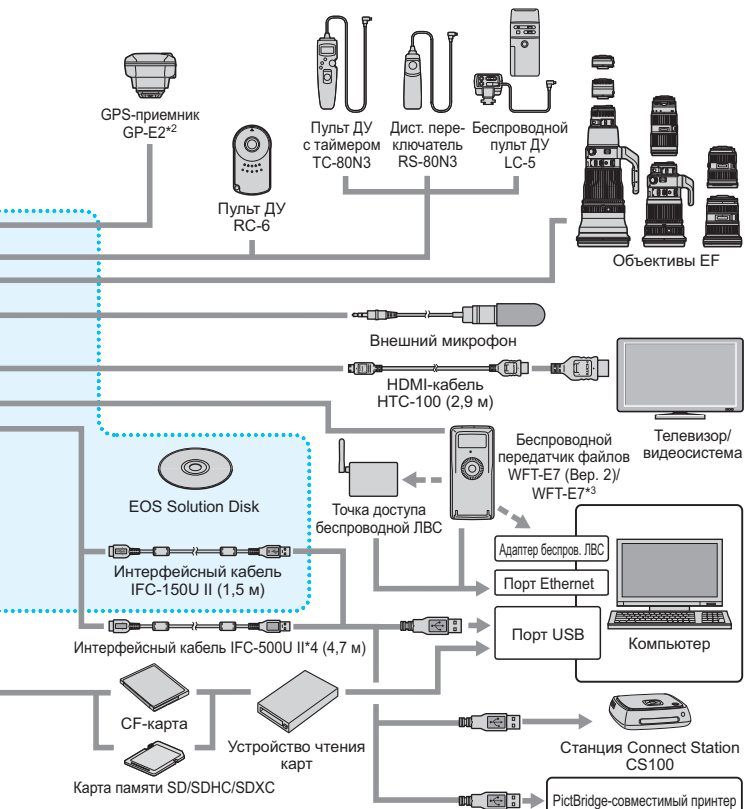 GPS-приемник
GP-E2*2
Пульт ДУ
RC-6
Пульт ДУ
с таймером
TC-80N3
Дист. пере-
ключатель
RS-80N3
Беспроводной
пульт ДУ
LC-5
Объективы EF
Внешний микрофон
HDMI-кабель
HTC-100 (2,9 м)
Телевизор/
видеосистема
Беспроводной
передатчик файлов
WFT-E7 (Вер. 2)/
WFT-E7*3
EOS Solution Disk
Точка доступа
беспроводной ЛВС
Адаптер беспров. ЛВС
Порт Ethernet
Интерфейсный кабель
IFC-150U II (1,5 м)
Порт USB
Компьютер
Интерфейсный кабель IFC-500U II*4 (4,7 м)
CF-карта
Устройство чтения
карт
Карта памяти SD/SDHC/SDXC
Станция Connect Station
CS100
PictBridge-совместимый принтер